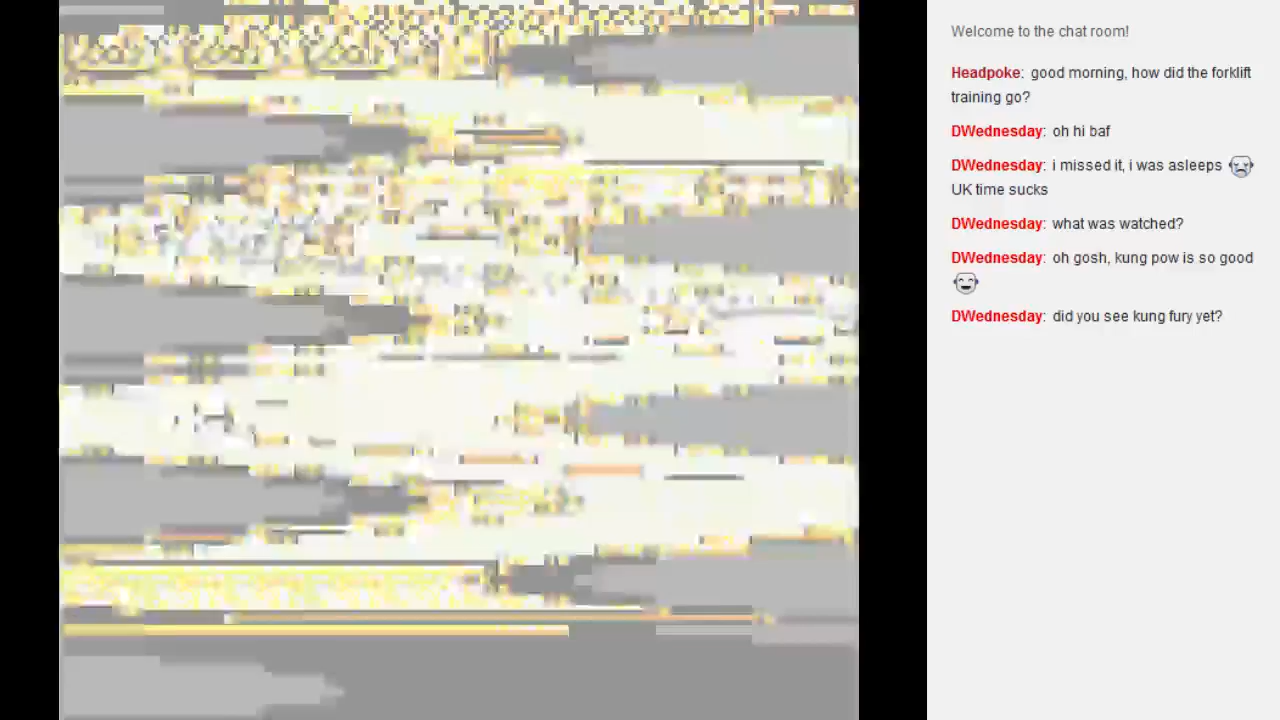 Welcome to the chat room!
Headpoke: good morning, how did the forklift
training go?
DWednesday: oh hi baf
DWednesday: i missed it, i was asleeps
UK time sucks
DWednesday: what was watched?
DWednesday: oh gosh, kung pow is so good
DWednesday: did you see kung fury yet?